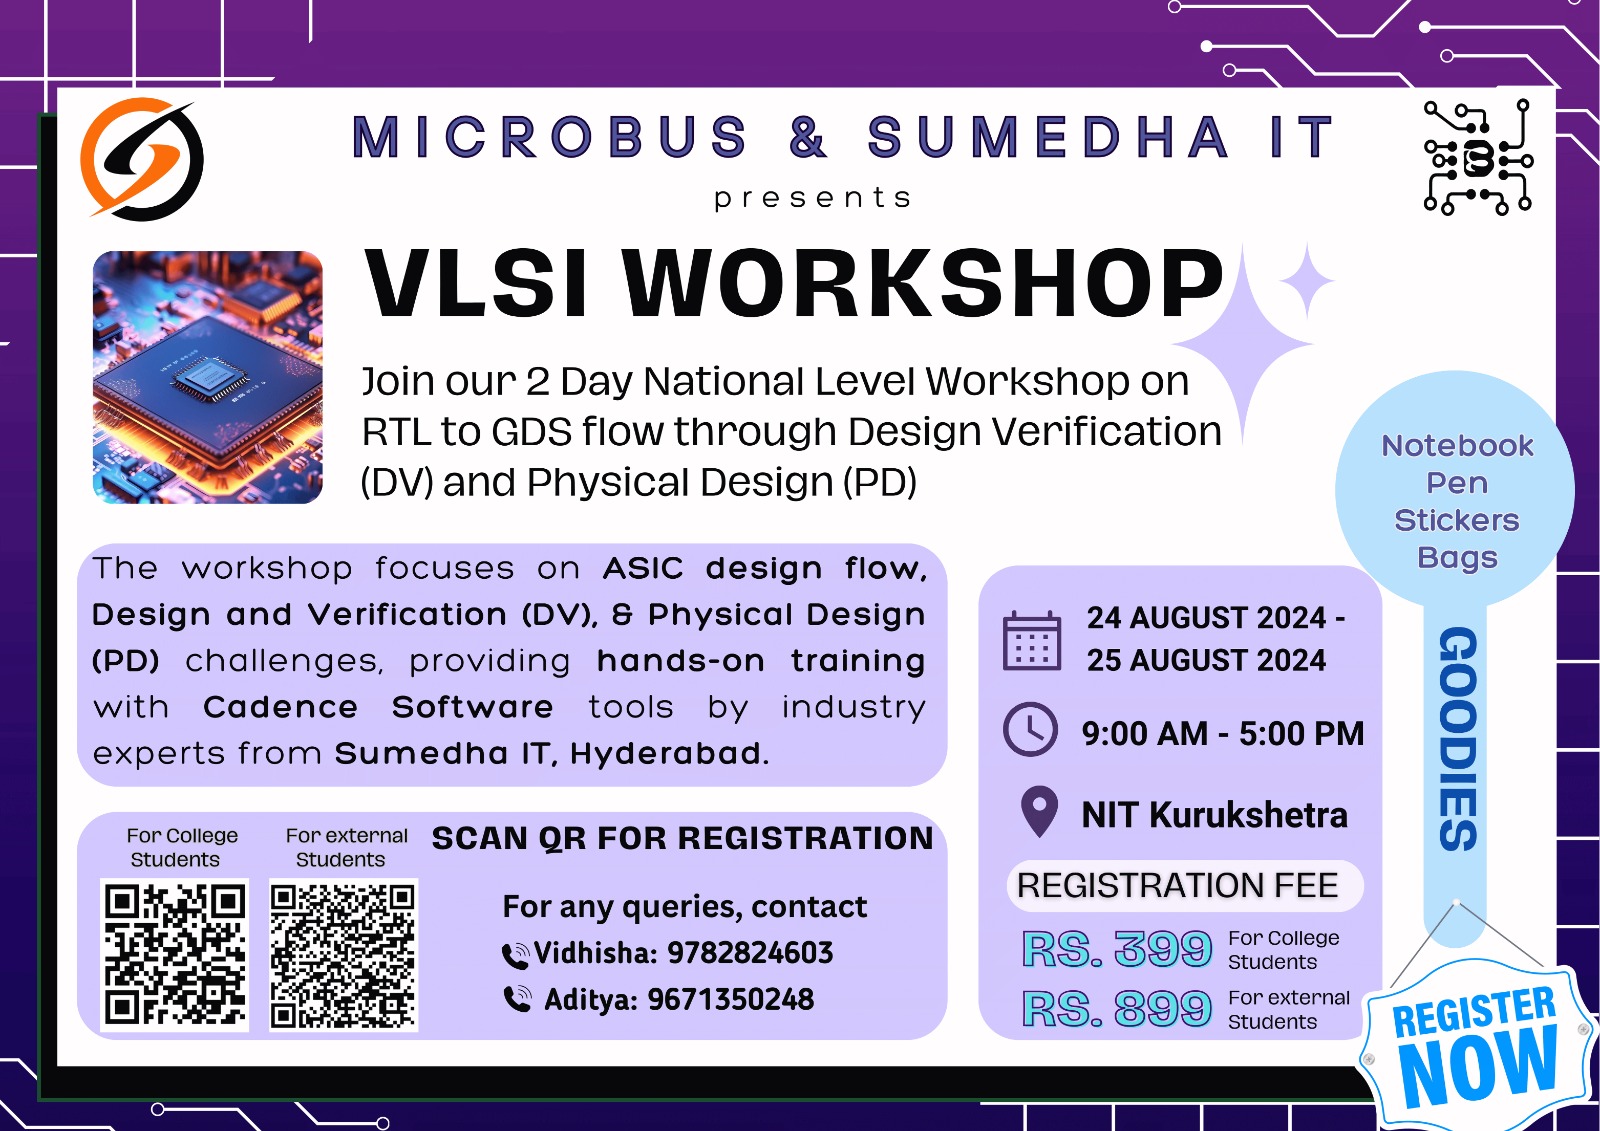 MICROBUS & SUMEDHA IT
presents
VLSI WORKSHOP
Join our 2 Day National Level Workshop on
RTL to GDS flow through Design Verification
(DV) and Physical Design (PD)
The workshop focuses on ASIC design flow,
Design and Verification (DV), & Physical Design
(PD) challenges, providing hands-on training
with Cadence Software tools by industry
experts from Sumedha IT, Hyderabad.
For College
Students
For external
Students
SCAN QR FOR REGISTRATION
For any queries, contact
Vidhisha: 9782824603
Aditya: 9671350248
24 AUGUST 2024 -
25 AUGUST 2024
9:00 AM - 5:00 PM
NIT Kurukshetra
REGISTRATION FEE
RS. 399
For College
Students
RS. 899
For external
Students
Notebook
Pen
Stickers
Bags
GOODIES
REGISTER
NOW